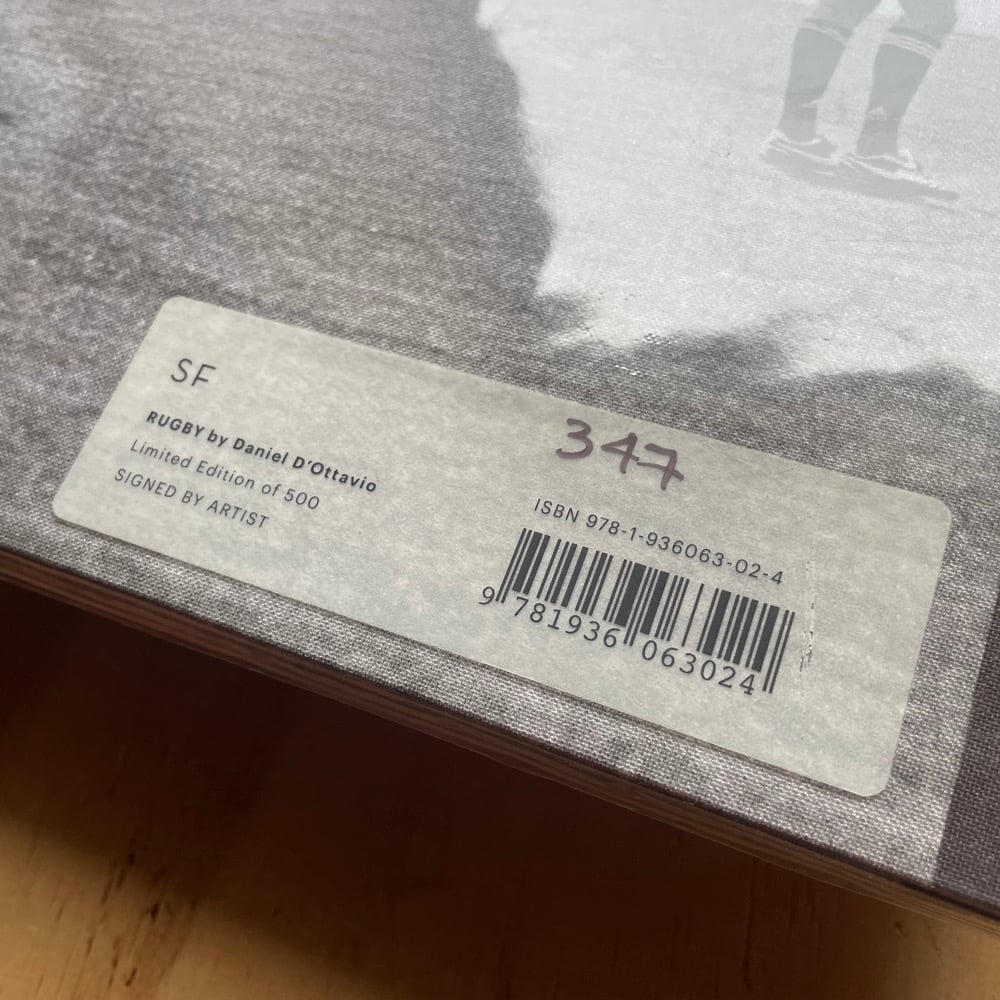 SF
RUGBY by Daniel D'Ottavio
Limited Edition of 500
SIGNED BY ARTIST
347
ISBN 978-1-936063-02-4
9 781936 063024